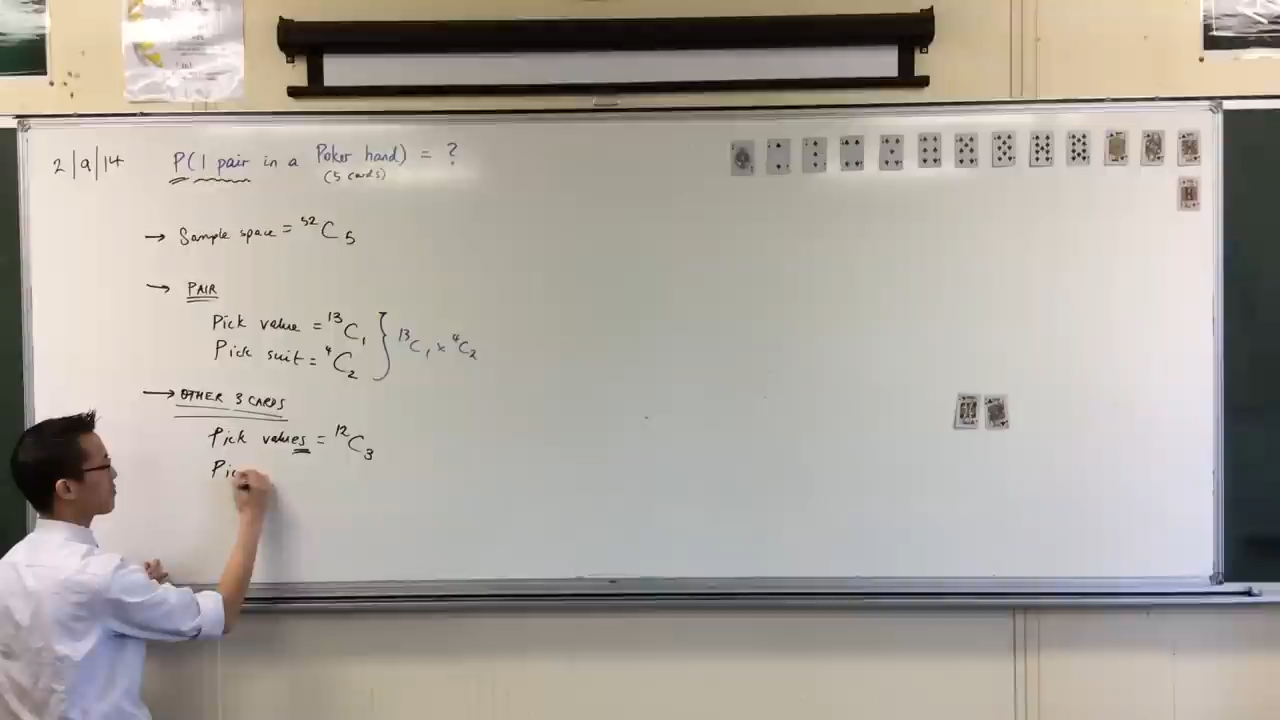 2|9|14 P(1 pair in a Poker hand) = ?
(5 cards)
→ Sample space = ⁵²C₅
→ PAIR
Pick value = ¹³C₁
Pick suit = ⁴C₂ } ¹³C₁ × ⁴C₂
→ OTHER 3 CARDS
Pick values = ¹²C₃
Pic